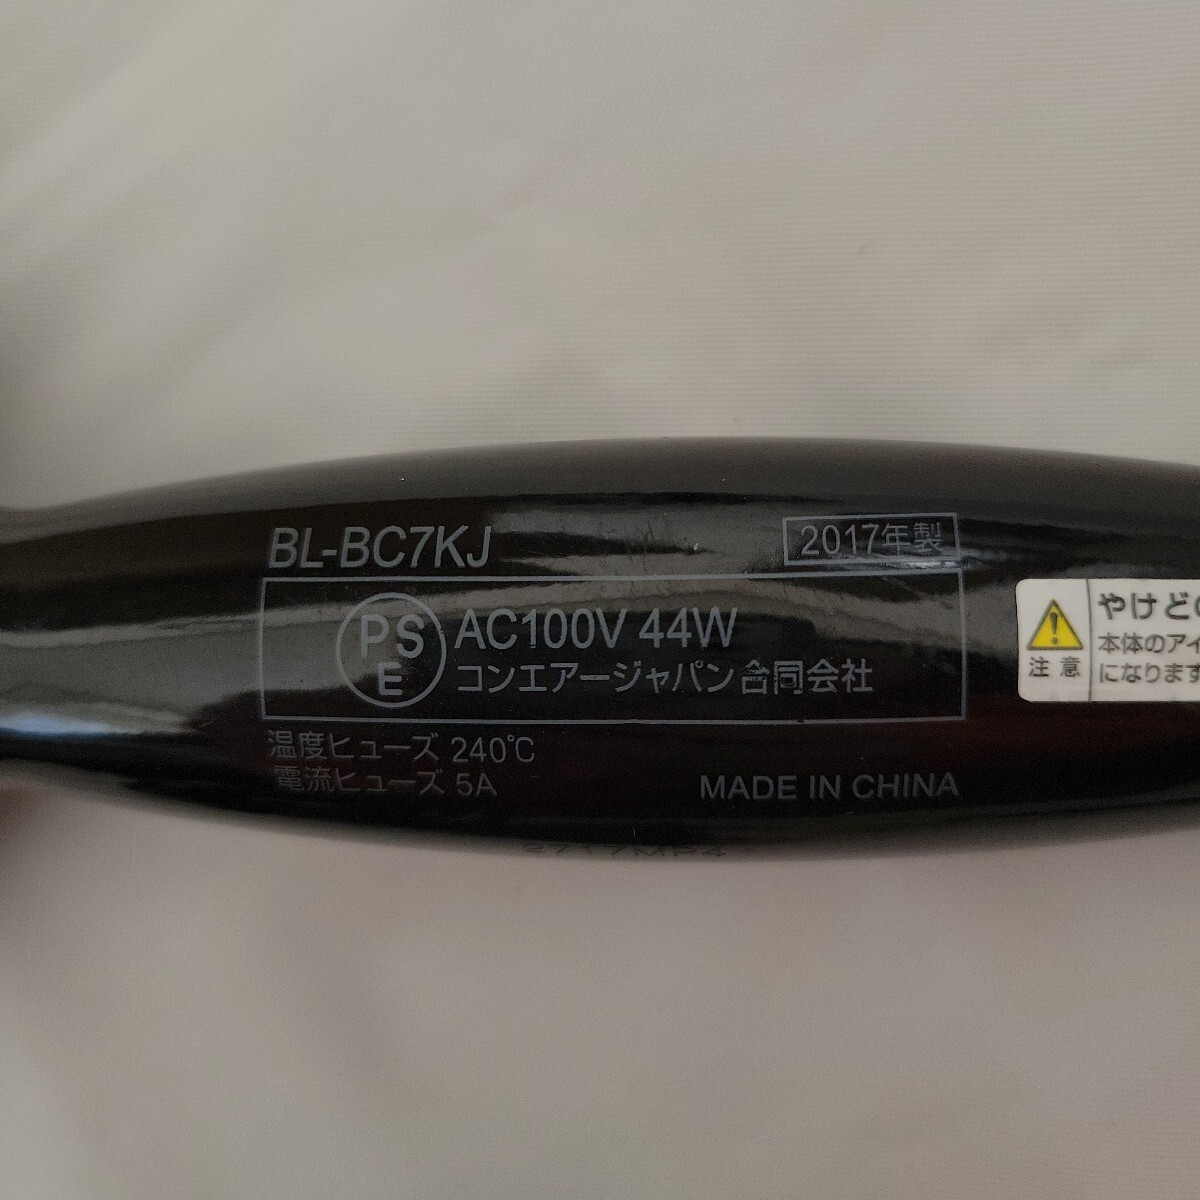 BL-BC7KJ
2017年製
PS
E
AC100V 44W
コンエアージャパン合同会社
温度ヒューズ 240℃
電流ヒューズ 5A
MADE IN CHINA
注意
やけどの
本体のアイ
になります